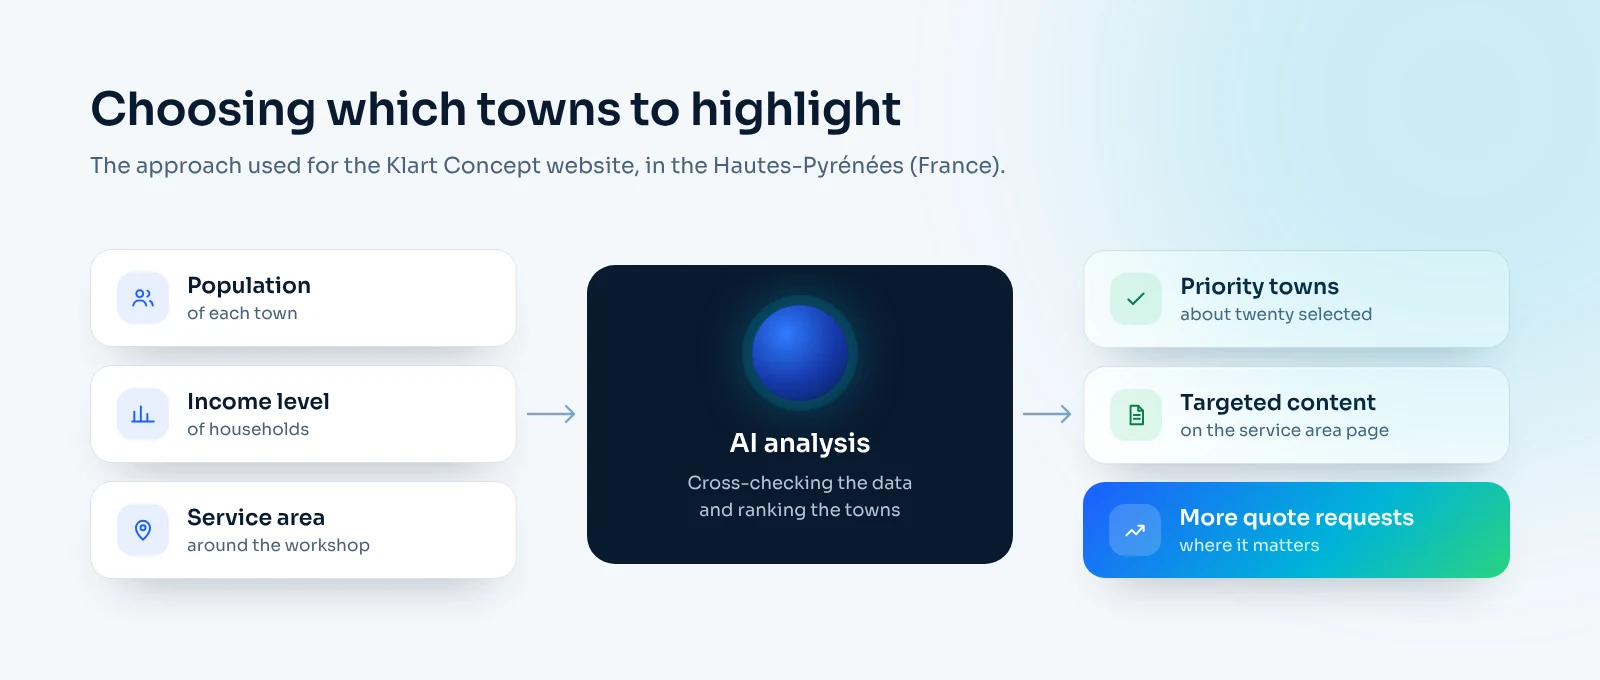 Choosing which towns to highlight
The approach used for the Klart Concept website, in the Hautes-Pyrénées (France).
Population
of each town
Income level
of households
Service area
around the workshop
AI analysis
Cross-checking the data
and ranking the towns
Priority towns
about twenty selected
Targeted content
on the service area page
More quote requests
where it matters